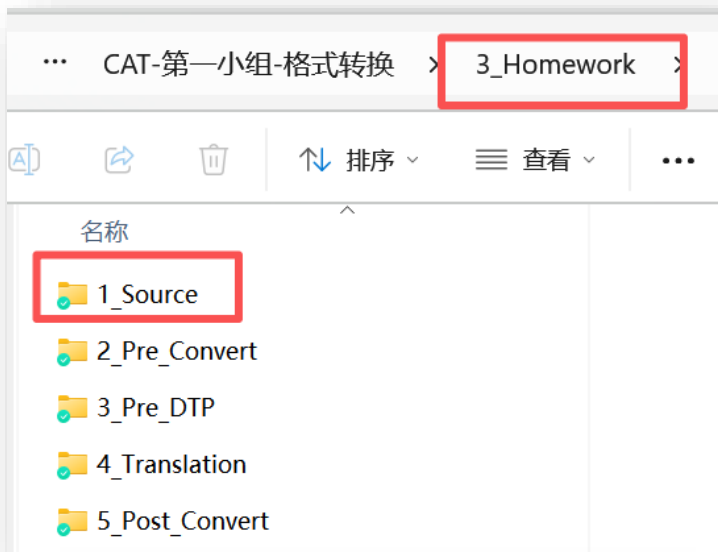 ··· CAT-第一小组-格式转换 > 3_Homework >
A 排序 查看 ···
名称
1_Source
2_Pre_Convert
3_Pre_DTP
4_Translation
5_Post_Convert